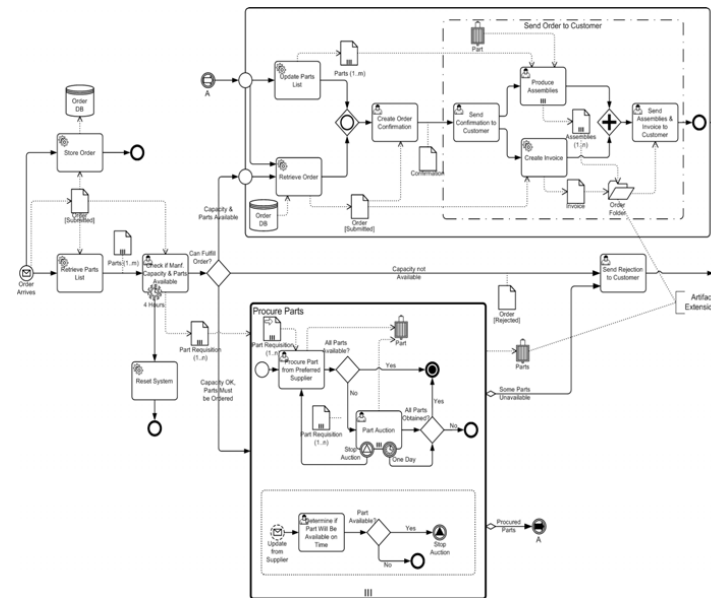 Send Order to Customer
Part
Update Parts
List
Parts (1..m)
A
Produce
Assemblies
Order
DB
Store Order
Create Order
Confirmation
Send
Confirmation to
Customer
Send
Assemblies &
Invoice to
Customer
Assemblies
(1..n)
Create Invoice
Retrieve Order
Confirmation
Capacity &
Parts Available
Order
DB
Order
[Submitted]
Invoice
Order
Folder
Order
[Submitted]
Parts (1..m)
Can Fulfill
Order?
Retrieve Parts
List
Check if Manf.
Capacity & Parts
Available
Order
Arrives
4 Hours
Capacity not
Available
Send Rejection
to Customer
Order
[Rejected]
Artifac
Extension
Procure Parts
Part Requisition
(1..n)
Part Requisition
(1..n)
All Parts
Available?
Part
Parts
Procure Part
from Preferred
Supplier
Yes
No
Reset System
Capacity OK,
Parts Must
be Ordered
Some Parts
Unavailable
Yes
Part Requisition
(1..n)
Part Auction
All Parts
Obtained?
No
Stop
Auction
One Day
Determine if
Part Will Be
Available on
Time
Part
Available?
Yes
Update
from
Supplier
Stop
Auction
No
Procured
Parts
A